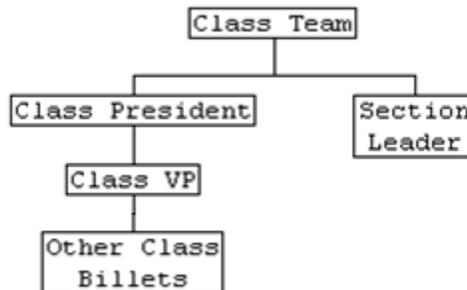 Class Team
Class President
Section
Leader
Class VP
Other Class
Billets